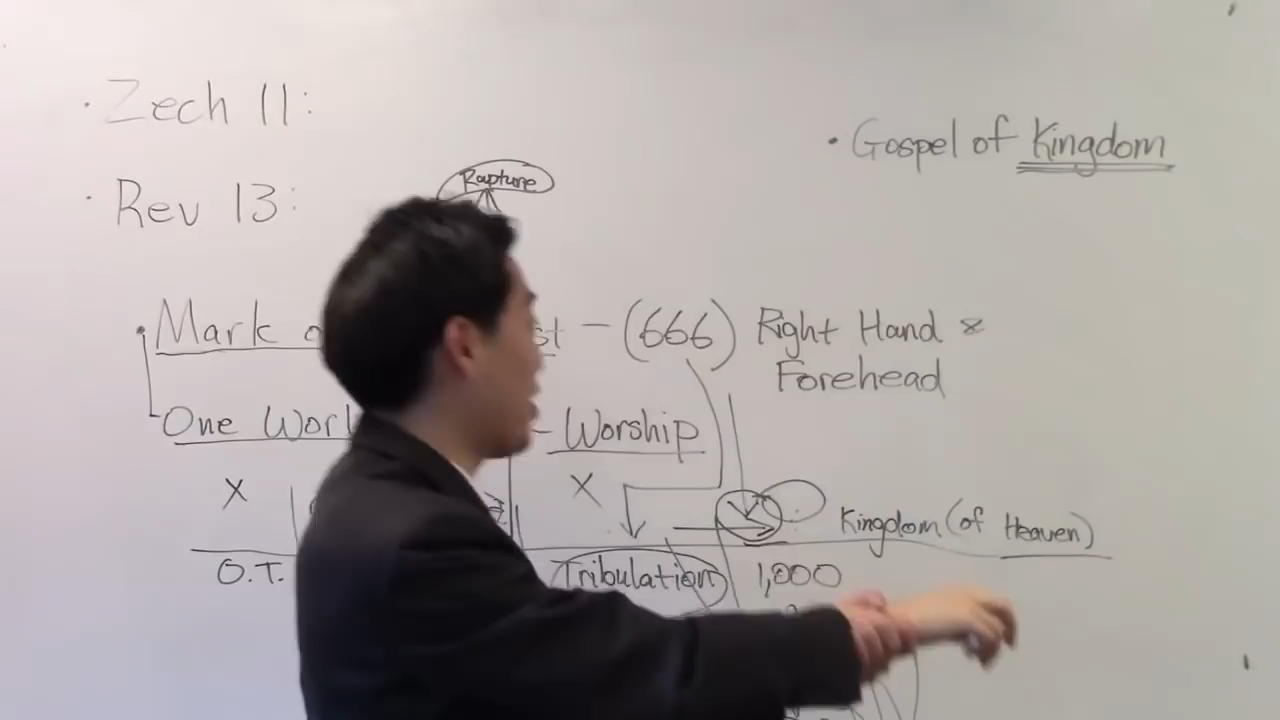 · Zech 11:
· Gospel of Kingdom
Rapture
· Rev 13:
· Mark st - (666) Right Hand &
Forehead
One Worl - Worship
X X
Kingdom (of Heaven)
O.T. Tribulation 1,000